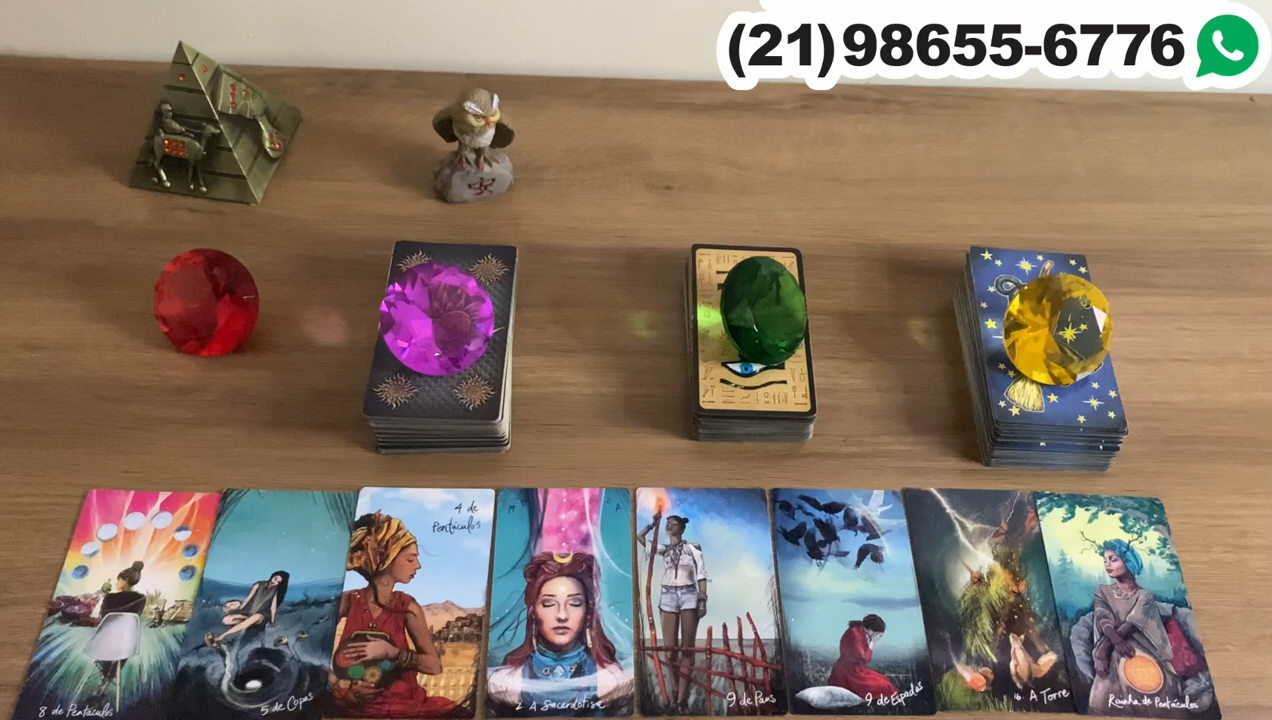 (21)98655-6776
安
4 de
Pentáculos
M A
8 de Pentáculos
5 de Copas
2 A Sacerdotisa
9 de Paus
9 de Espadas
16. A Torre
Rainha de Pentáculos